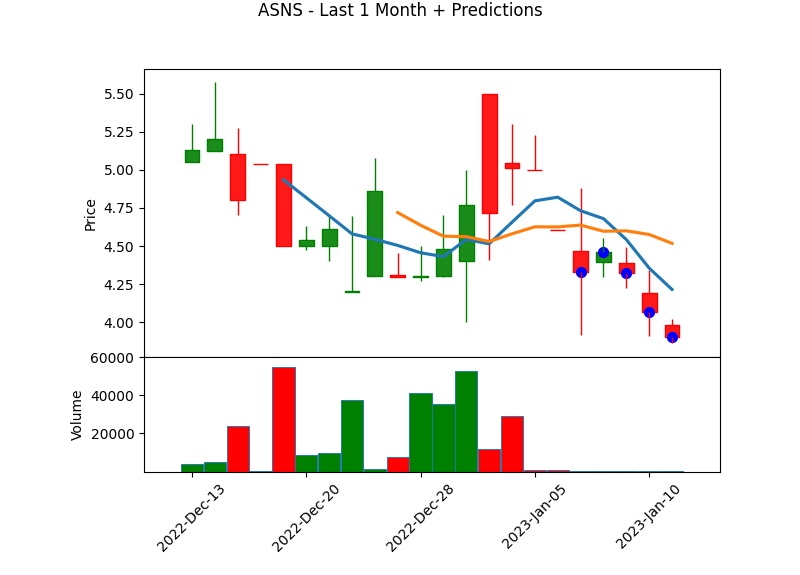 ASNS - Last 1 Month + Predictions
5.50
5.25
5.00
4.75
4.50
4.25
4.00
Price
60000
40000
20000
Volume
2022-Dec-13
2022-Dec-20
2022-Dec-28
2023-Jan-05
2023-Jan-10